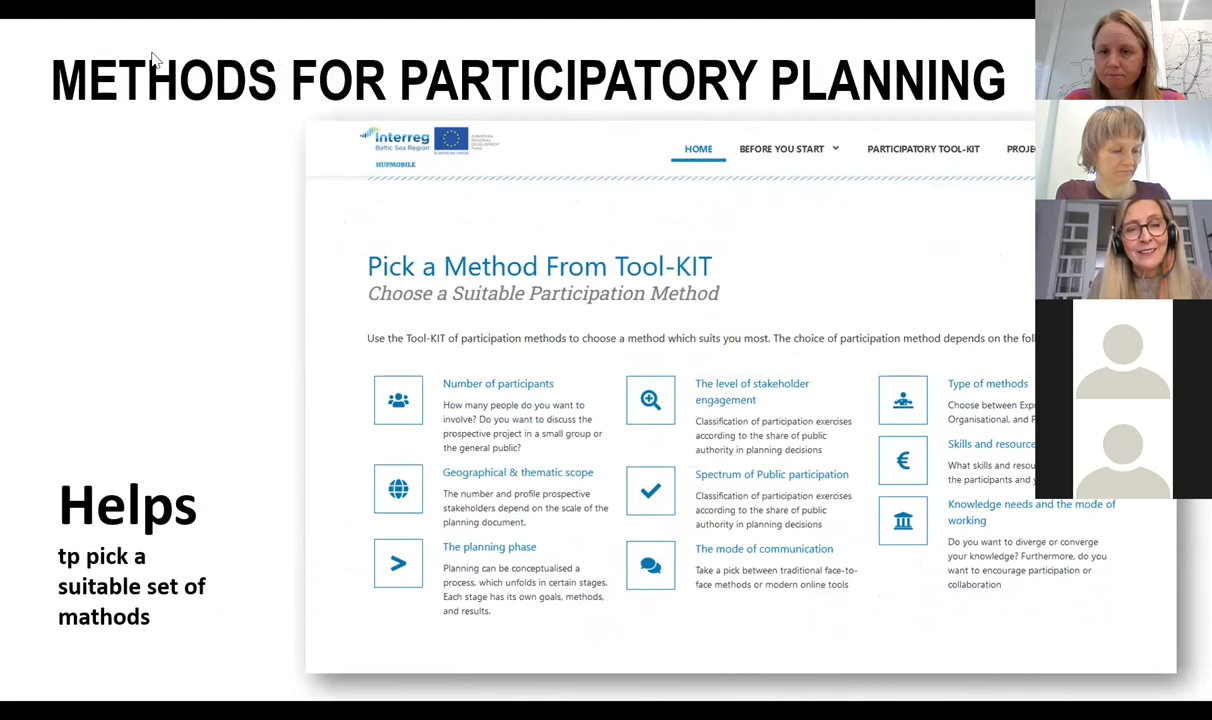 METHODS FOR PARTICIPATORY PLANNING
Interreg
Baltic Sea Region
EUROPEAN UNION
EUROPEAN
REGIONAL
DEVELOPMENT
FUND
HUPMOBILE
HOME
BEFORE YOU START
PARTICIPATORY TOOL-KIT
Pick a Method From Tool-KIT
Choose a Suitable Participation Method
Use the Tool-KIT of participation methods to choose a method which suits you most. The choice of participation method depends on the
Number of participants
How many people do you want to
involve? Do you want to discuss the
prospective project in a small group or
the general public?
Geographical & thematic scope
The number and profile prospective
stakeholders depend on the scale of the
planning document.
The planning phase
Planning can be conceptualised a
process, which unfolds in certain stages.
Each stage has its own goals, methods,
and results.
The level of stakeholder
engagement
Classification of participation exercises
according to the share of public
authority in planning decisions
Spectrum of Public participation
Classification of participation exercises
according to the share of public
authority in planning decisions
The mode of communication
Take a pick between traditional face-to-
face methods or modern online tools
Type of methods
Choose between
Organisational, and
Skills and
What skills and
the participants and
Knowledge needs and the mode of
working
Do you want to diverge or converge
your knowledge? Furthermore, do you
want to encourage participation or
collaboration
Helps
tp pick a
suitable set of
mathods